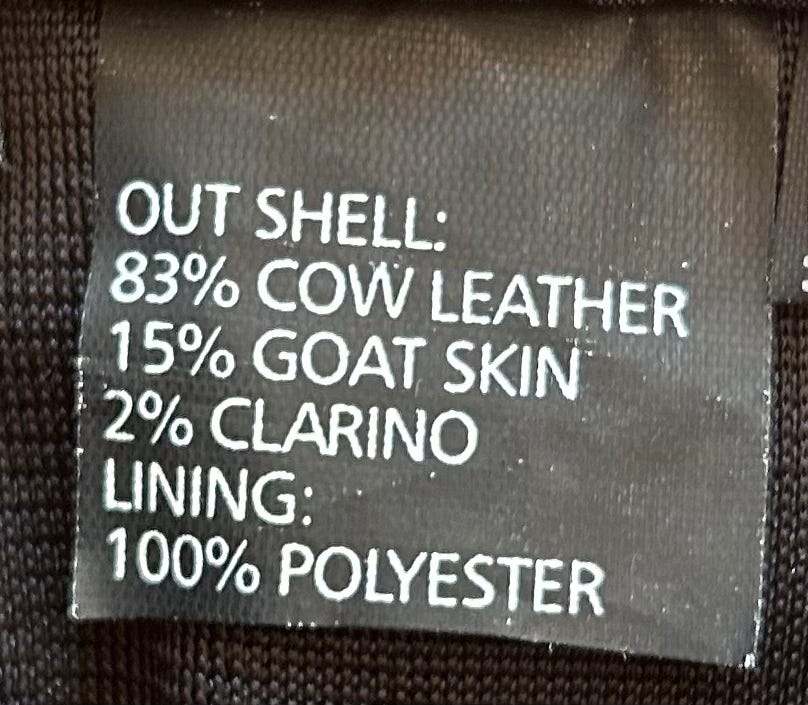 OUT SHELL:
83% COW LEATHER
15% GOAT SKIN
2% CLARINO
LINING:
100% POLYESTER